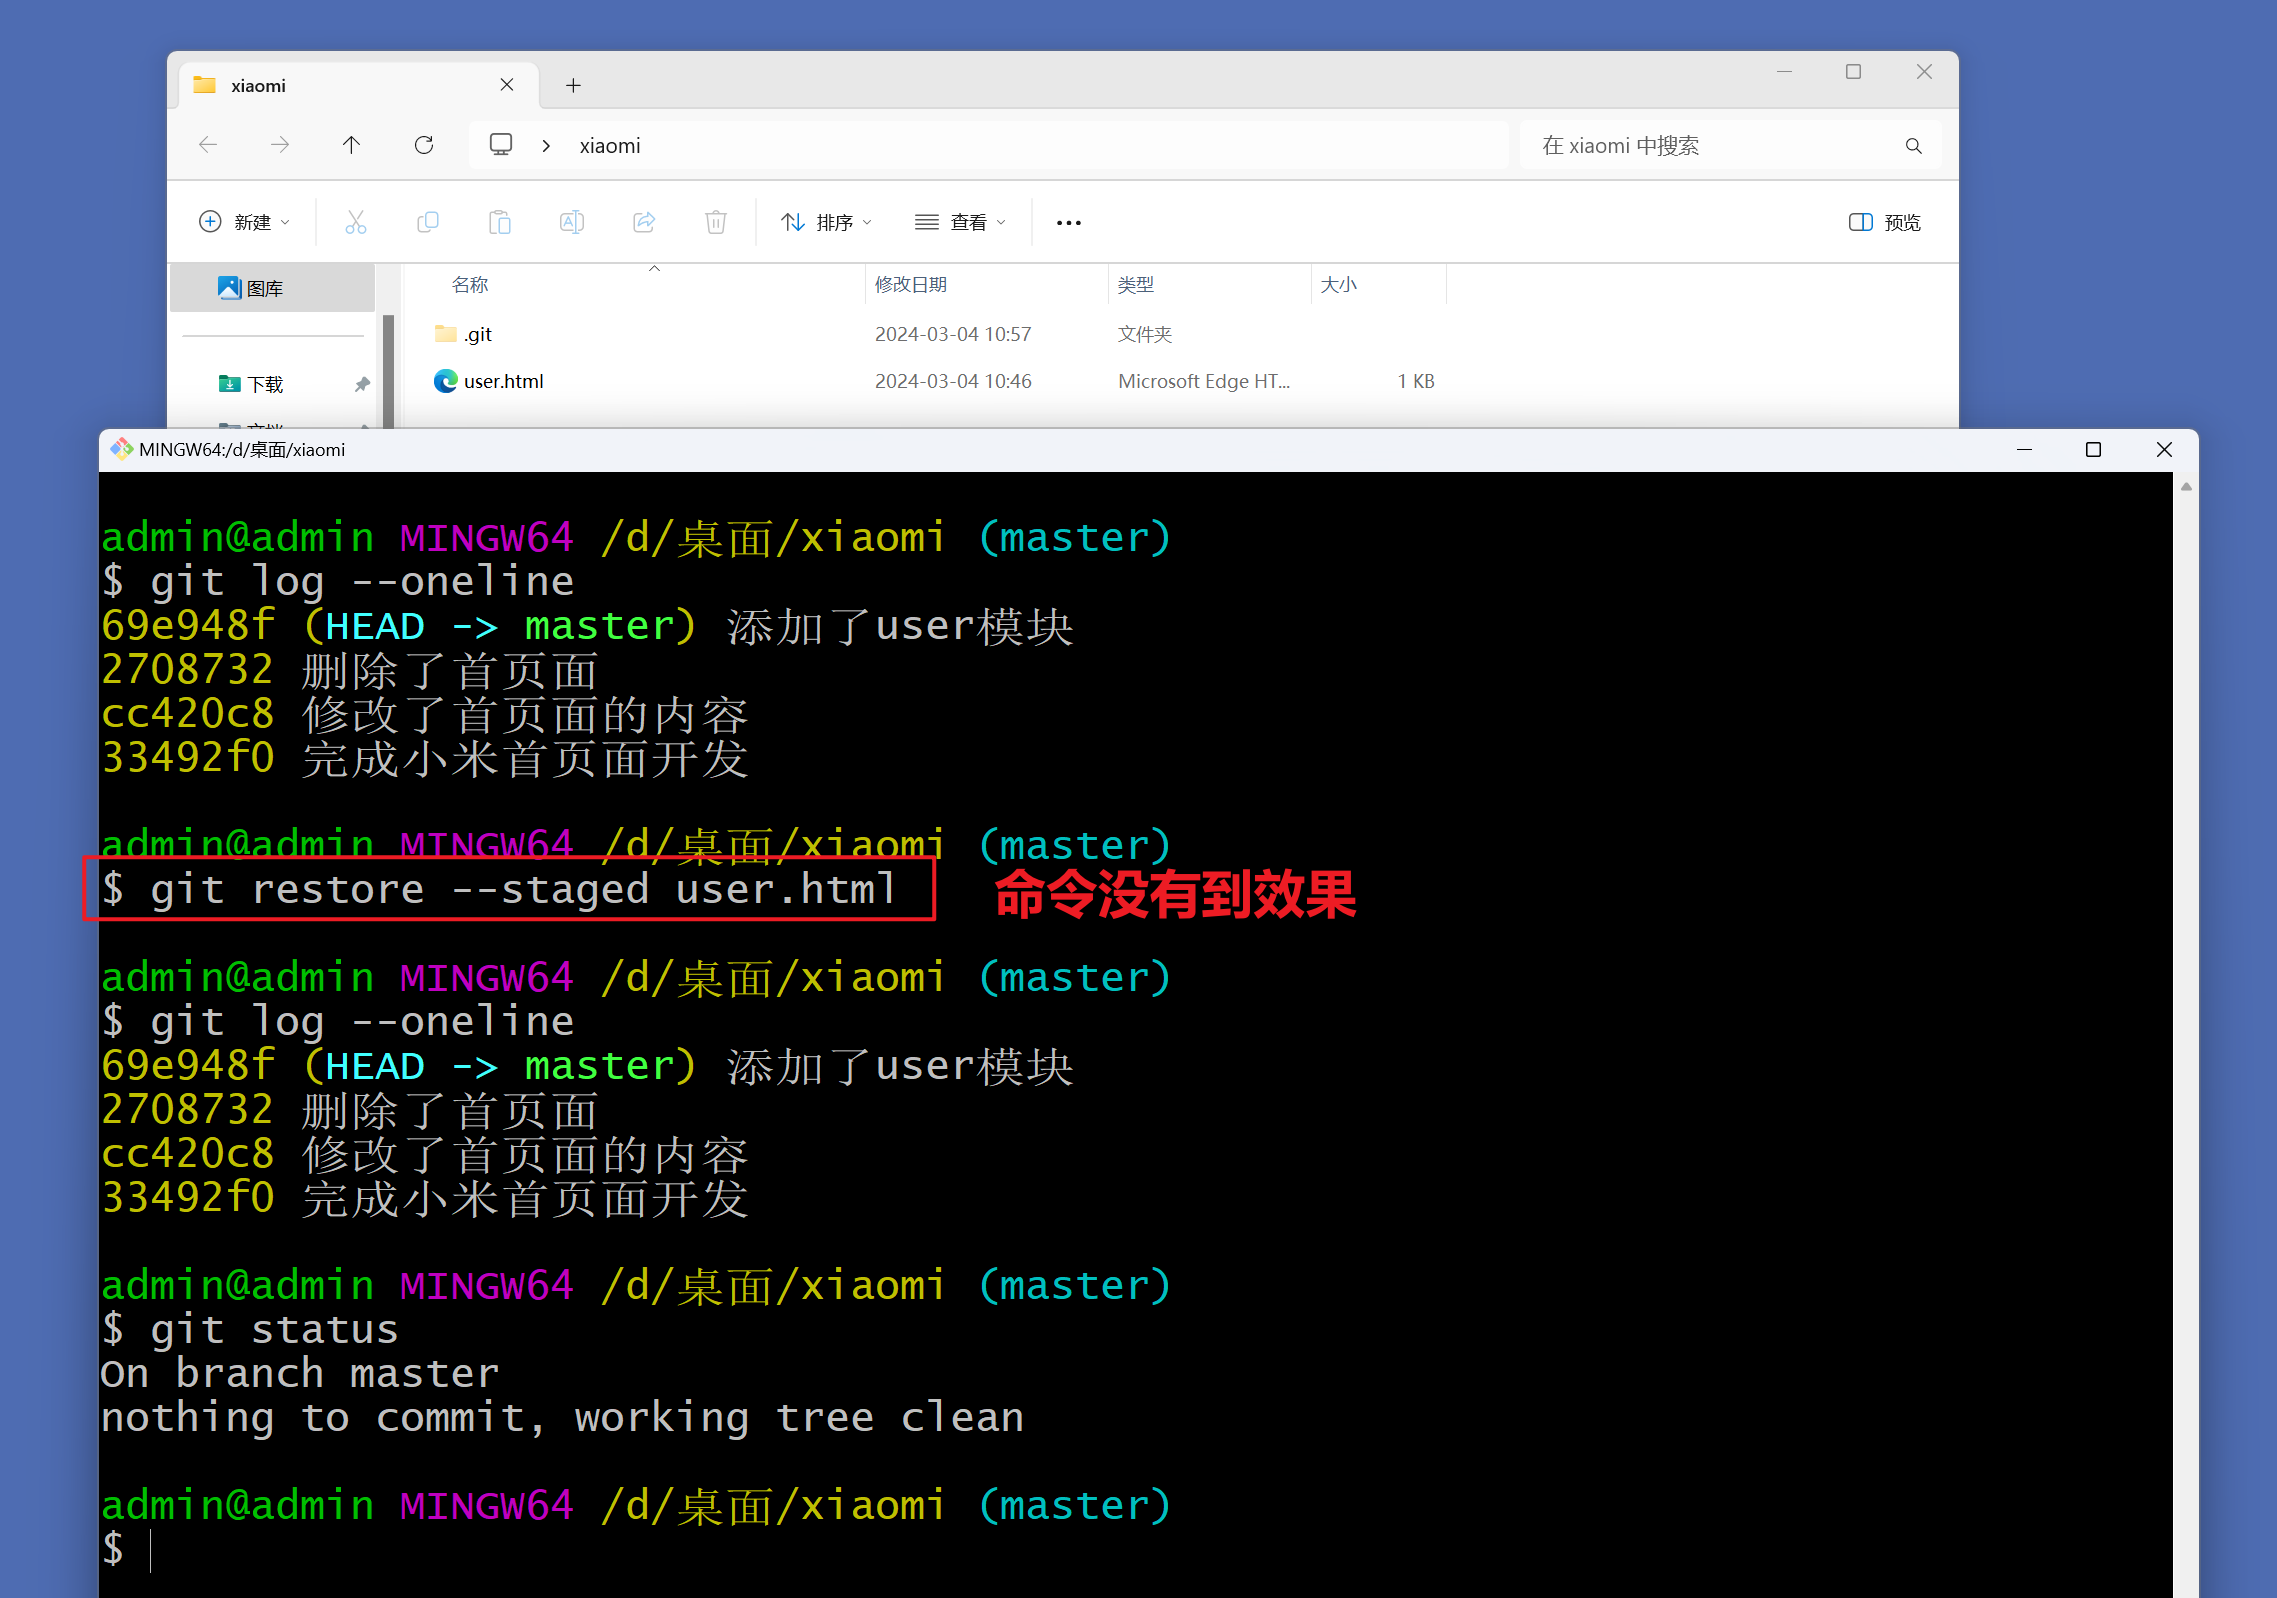 xiaomi
xiaomi
在 xiaomi 中搜索
新建
排序
查看
预览
图库
名称
修改日期
类型
大小
.git
2024-03-04 10:57
文件夹
下载
user.html
2024-03-04 10:46
Microsoft Edge HT...
1 KB
MINGW64:/d/桌面/xiaomi
admin@admin MINGW64 /d/桌面/xiaomi (master)
$ git log --oneline
69e948f (HEAD -> master) 添加了user模块
2708732 删除了首页面
cc420c8 修改了首页面的内容
33492f0 完成小米首页面开发
admin@admin MINGW64 /d/桌面/xiaomi (master)
$ git restore --staged user.html
命令没有到效果
admin@admin MINGW64 /d/桌面/xiaomi (master)
$ git log --oneline
69e948f (HEAD -> master) 添加了user模块
2708732 删除了首页面
cc420c8 修改了首页面的内容
33492f0 完成小米首页面开发
admin@admin MINGW64 /d/桌面/xiaomi (master)
$ git status
On branch master
nothing to commit, working tree clean
admin@admin MINGW64 /d/桌面/xiaomi (master)
$